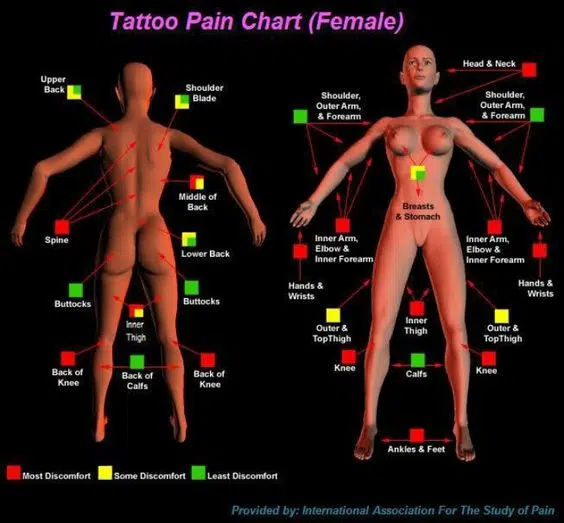 Tattoo Pain Chart (Female)
Upper
Back
Shoulder
Blade
Middle of
Back
Spine
Lower Back
Buttocks
Buttocks
Inner
Thigh
Back of
Knee
Back of
Calfs
Back of
Knee
Head & Neck
Shoulder,
Outer Arm,
& Forearm
Shoulder,
Outer Arm,
& Forearm
Breasts
& Stomach
Inner Arm,
Elbow &
Inner Forearm
Inner Arm,
Elbow &
Inner Forearm
Hands &
Wrists
Hands &
Wrists
Outer &
TopThigh
Inner
Thigh
Outer &
TopThigh
Knee
Calfs
Knee
Ankles & Feet
Most Discomfort Some Discomfort Least Discomfort
Provided by: International Association For The Study of Pain